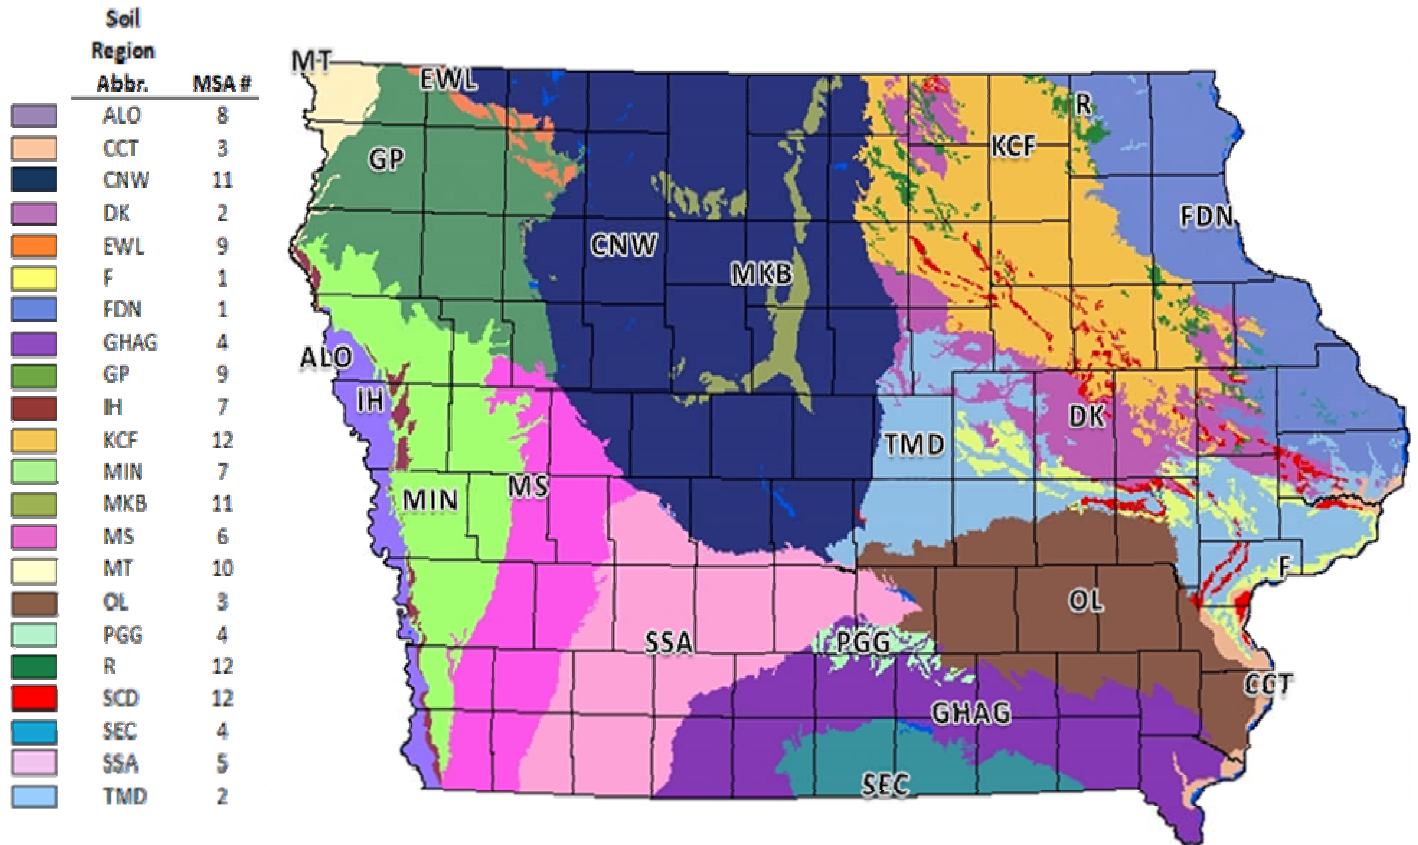 Soil
Region
Abbr. MSA #
ALO 8
CCT 3
CNW 11
DK 2
EWL 9
F 1
FDN 1
GHAG 4
GP 9
IH 7
KCF 12
MIN 7
MKB 11
MS 6
MT 10
OL 3
PGG 4
R 12
SCD 12
SEC 4
SSA 5
TMD 2
MT
EWL
R
KCF
GP
FDN
CNW
MKB
ALO
IH
DK
TMD
MS
MIN
F
OL
SSA
PGG
CCT
GHAG
SEC